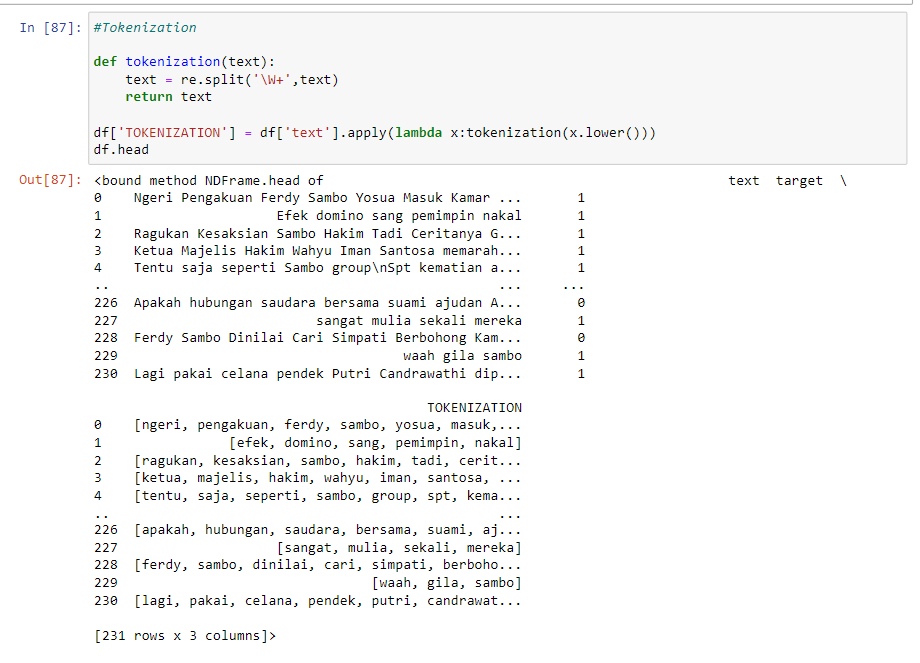 In [87]: #Tokenization
def tokenization(text):
text = re.split('\W+',text)
return text
df['TOKENIZATION'] = df['text'].apply(lambda x:tokenization(x.lower()))
df.head
Out[87]: <bound method NDFrame.head of text target \
0 Ngeri Pengakuan Ferdy Sambo Yosua Masuk Kamar ... 1
1 Efek domino sang pemimpin nakal 1
2 Ragukan Kesaksian Sambo Hakim Tadi Ceritanya G... 1
3 Ketua Majelis Hakim Wahyu Iman Santosa memarah... 1
4 Tentu saja seperti Sambo group\nSpt kematian a... 1
.. ... ...
226 Apakah hubungan saudara bersama suami ajudan A... 0
227 sangat mulia sekali mereka 1
228 Ferdy Sambo Dinilai Cari Simpati Berbohong Kam... 0
229 waah gila sambo 1
230 Lagi pakai celana pendek Putri Candrawathi dip... 1
TOKENIZATION
0 [ngeri, pengakuan, ferdy, sambo, yosua, masuk,...
1 [efek, domino, sang, pemimpin, nakal]
2 [ragukan, kesaksian, sambo, hakim, tadi, cerit...
3 [ketua, majelis, hakim, wahyu, iman, santosa, ...
4 [tentu, saja, seperti, sambo, group, spt, kema...
.. ...
226 [apakah, hubungan, saudara, bersama, suami, aj...
227 [sangat, mulia, sekali, mereka]
228 [ferdy, sambo, dinilai, cari, simpati, berboho...
229 [waah, gila, sambo]
230 [lagi, pakai, celana, pendek, putri, candrawat...
[231 rows x 3 columns]>